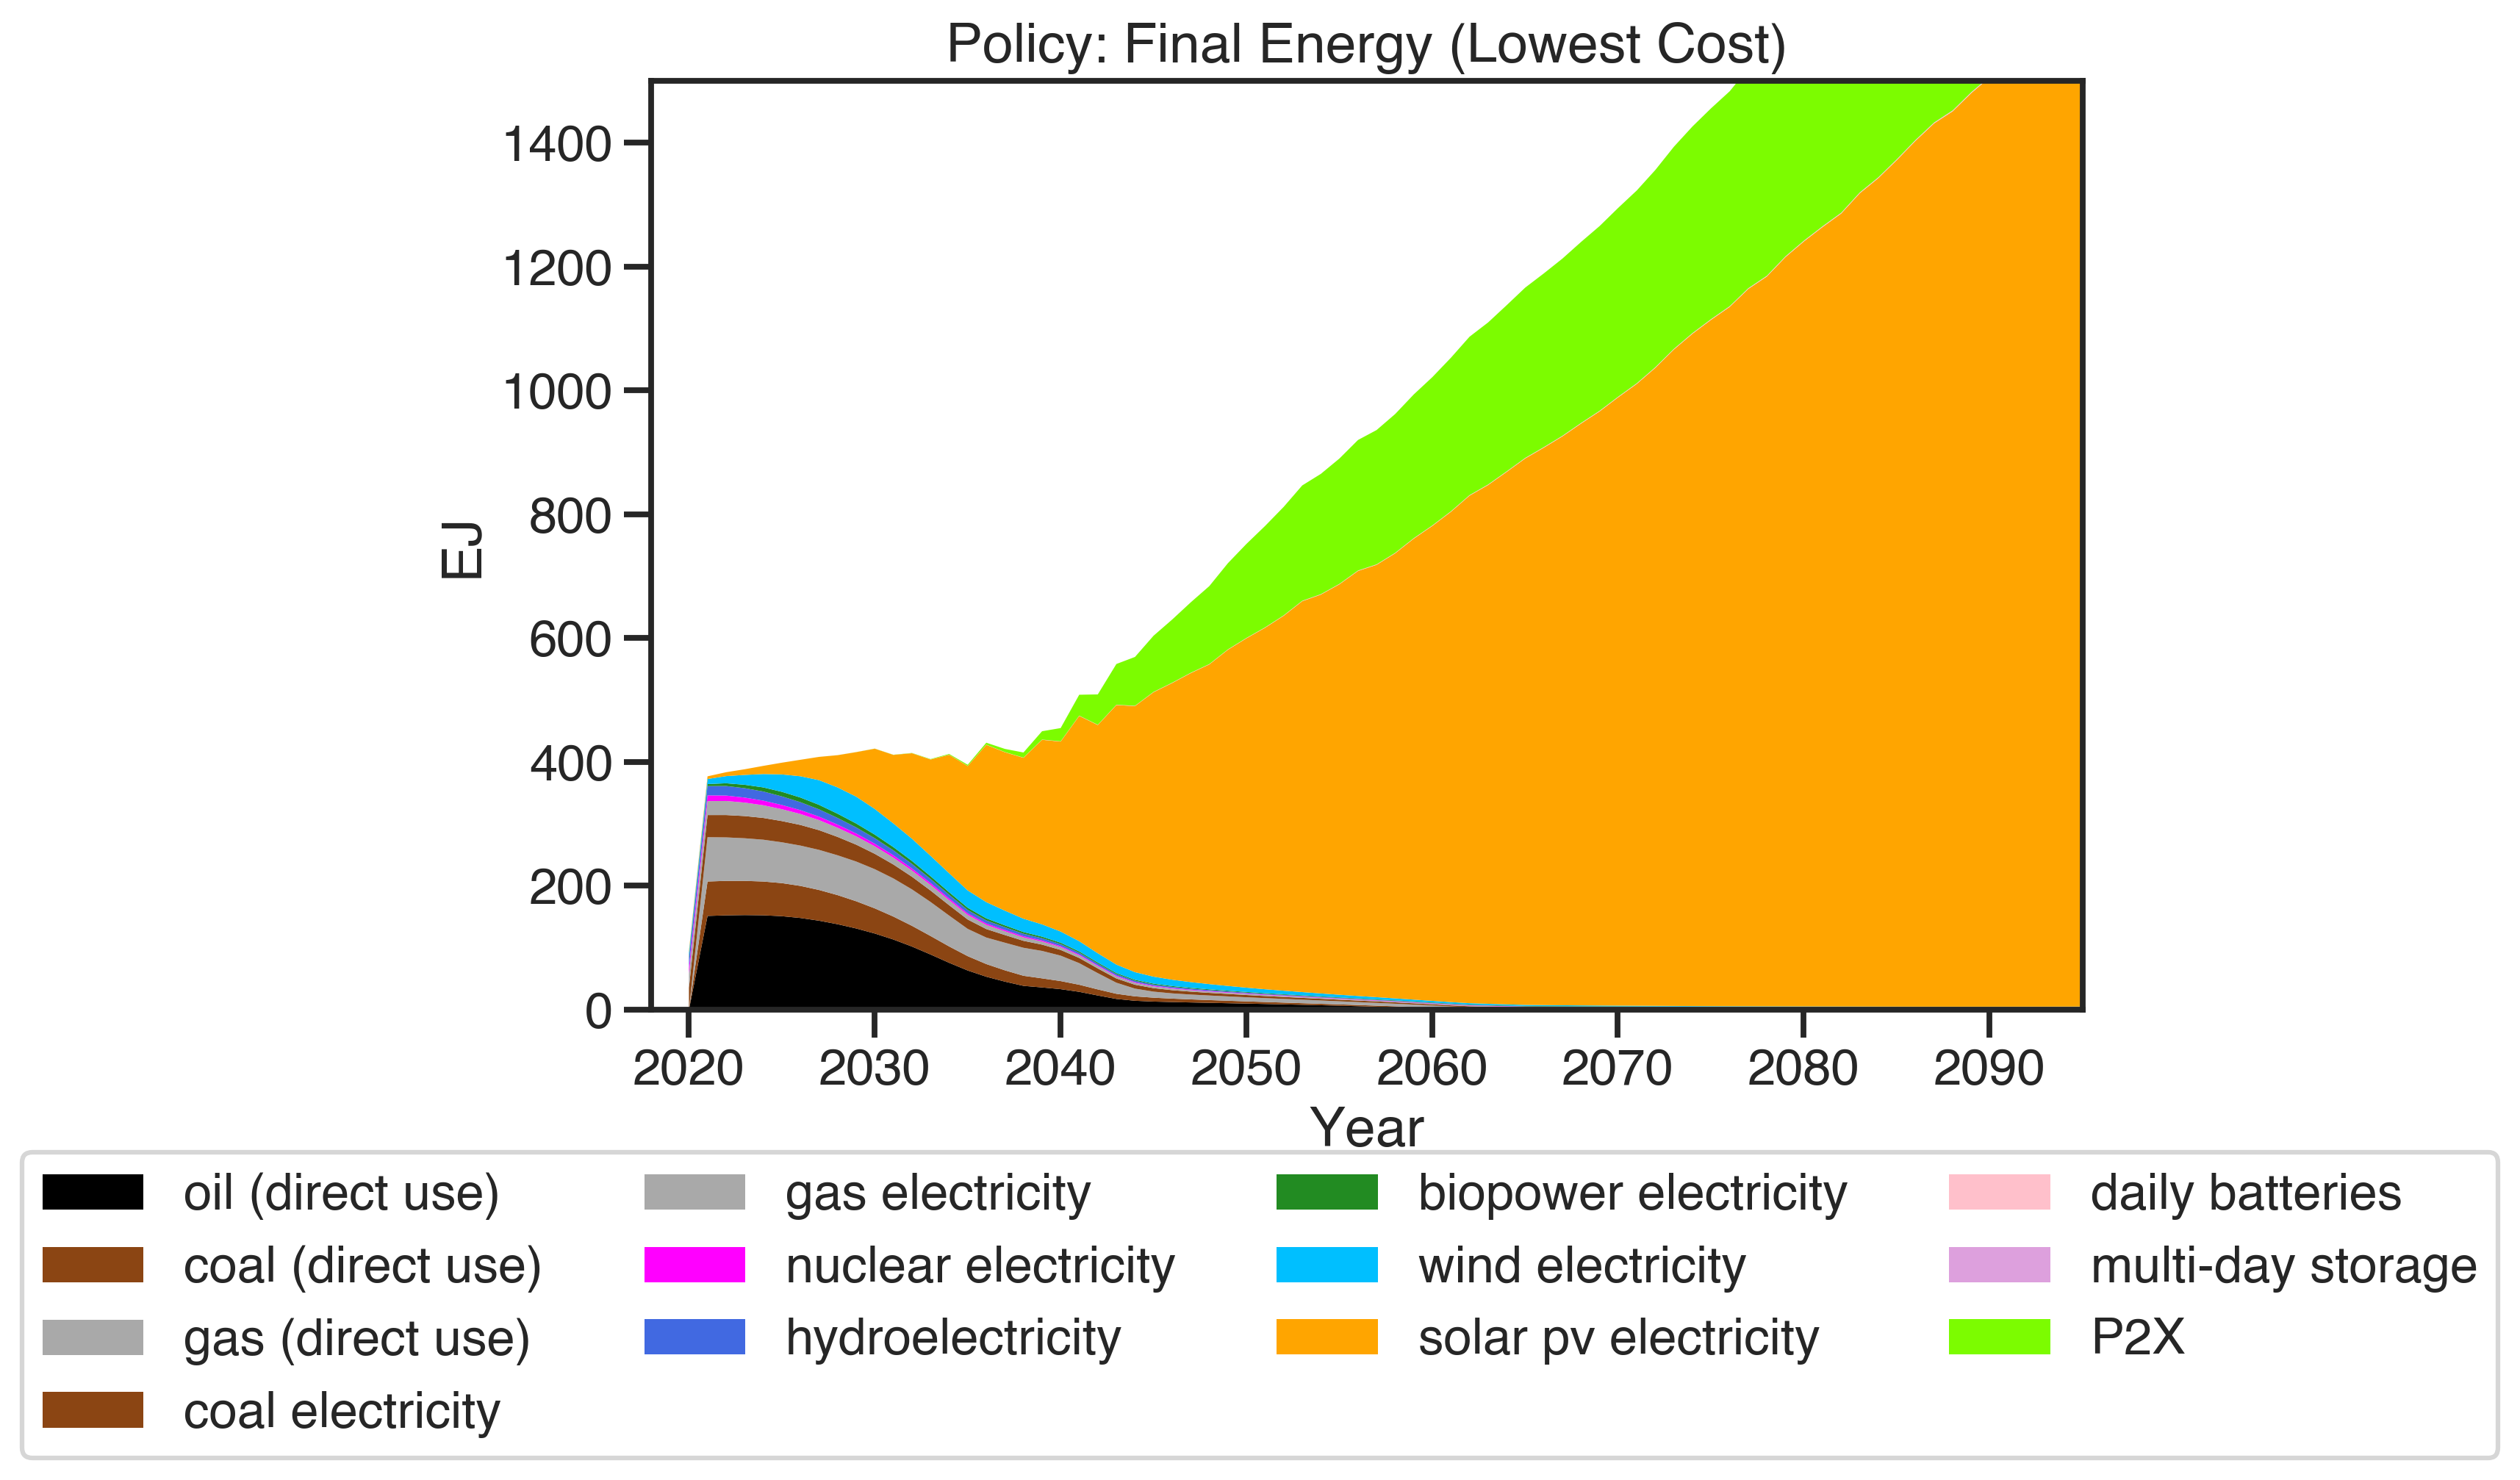 Policy: Final Energy (Lowest Cost)
1400
1200
1000
800
600
400
200
0
EJ
2020 2030 2040 2050 2060 2070 2080 2090
Year
oil (direct use)
coal (direct use)
gas (direct use)
coal electricity
gas electricity
nuclear electricity
hydroelectricity
biopower electricity
wind electricity
solar pv electricity
daily batteries
multi-day storage
P2X